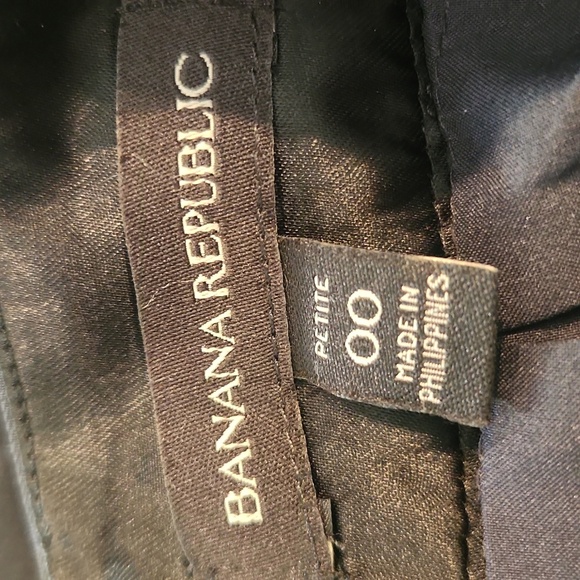 BANANA REPUBLIC
PETITE
00
MADE IN
PHILIPPINES